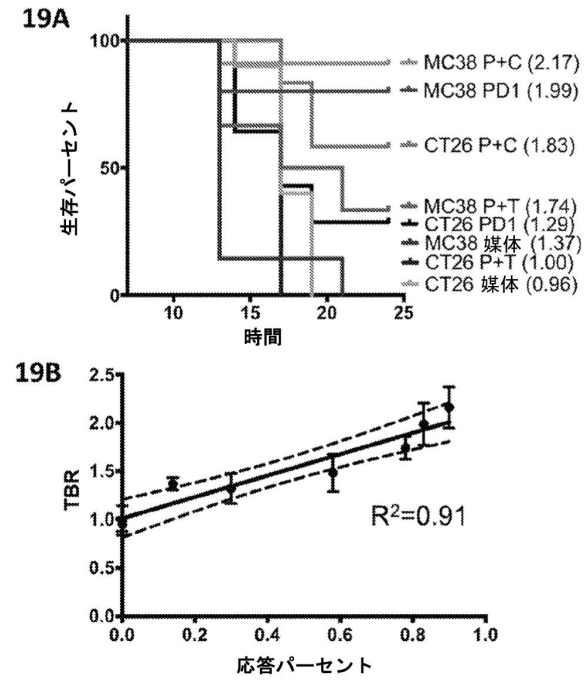 19A
生存パーセント
100
50
0
10
15
20
25
時間
MC38 P+C (2.17)
MC38 PD1 (1.99)
CT26 P+C (1.83)
MC38 P+T (1.74)
CT26 PD1 (1.29)
MC38 媒体 (1.37)
CT26 P+T (1.00)
CT26 媒体 (0.96)
19B
TBR
2.5
2.0
1.5
1.0
0.5
0.0
0.0
0.2
0.4
0.6
0.8
1.0
R²=0.91
応答パーセント